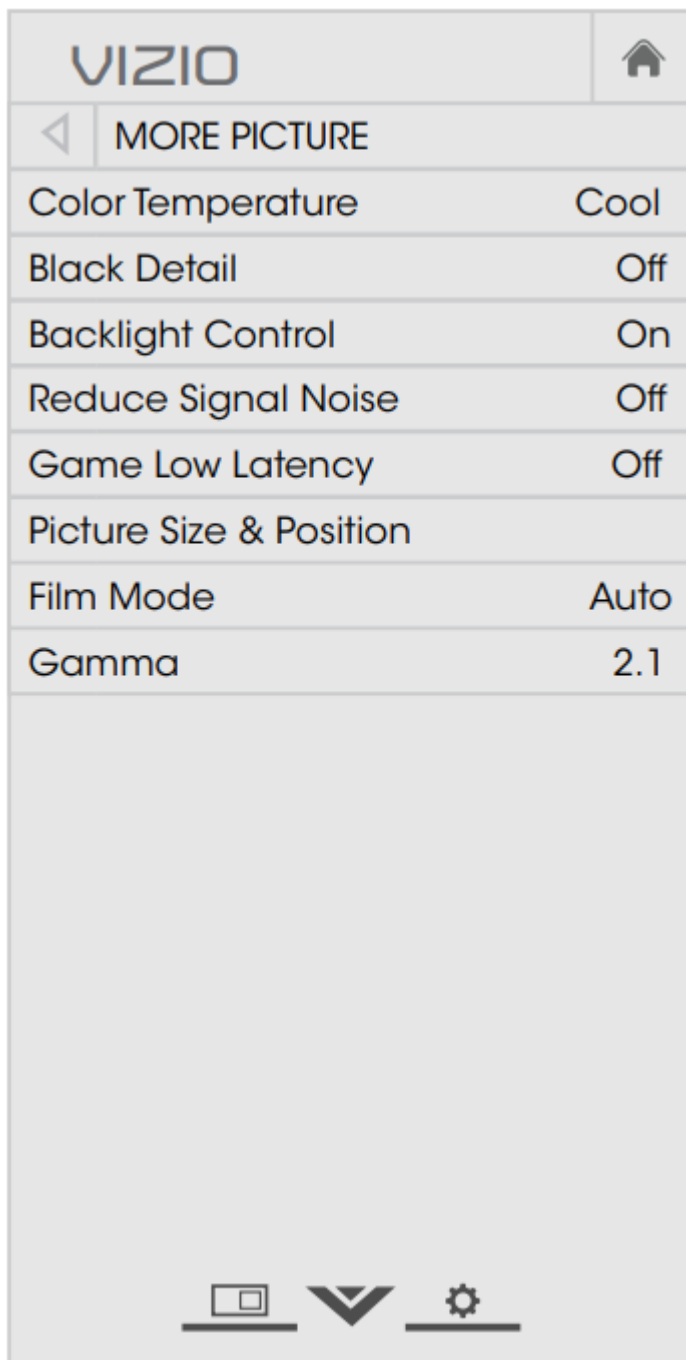 VIZIO
MORE PICTURE
Color Temperature Cool
Black Detail Off
Backlight Control On
Reduce Signal Noise Off
Game Low Latency Off
Picture Size & Position
Film Mode Auto
Gamma 2.1